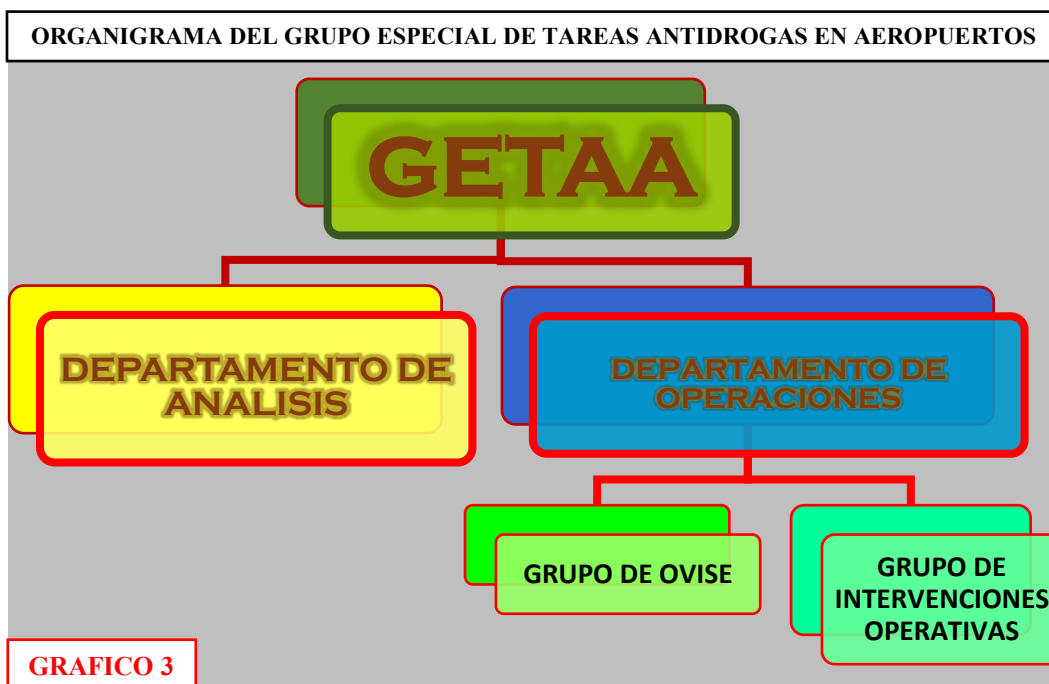 ORGANIGRAMA DEL GRUPO ESPECIAL DE TAREAS ANTIDROGAS EN AEROPUERTOS
GETAA
DEPARTAMENTO DE
ANALISIS
DEPARTAMENTO DE
OPERACIONES
GRUPO DE OVISE
GRUPO DE
INTERVENCIONES
OPERATIVAS
GRAFICO 3